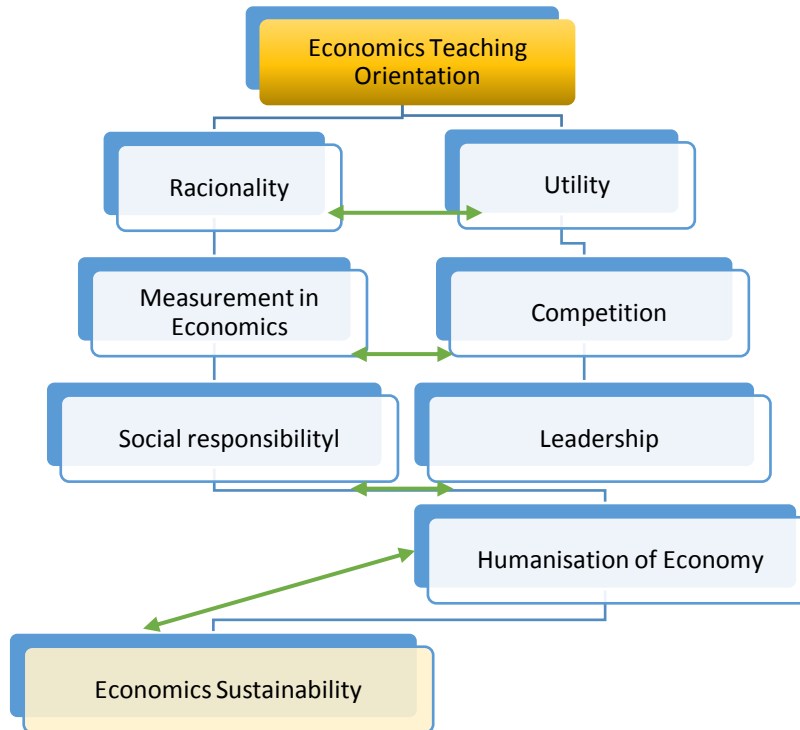 Economics Teaching
Orientation
Racionality
Utility
Measurement in
Economics
Competition
Social responsibilityl
Leadership
Humanisation of Economy
Economics Sustainability